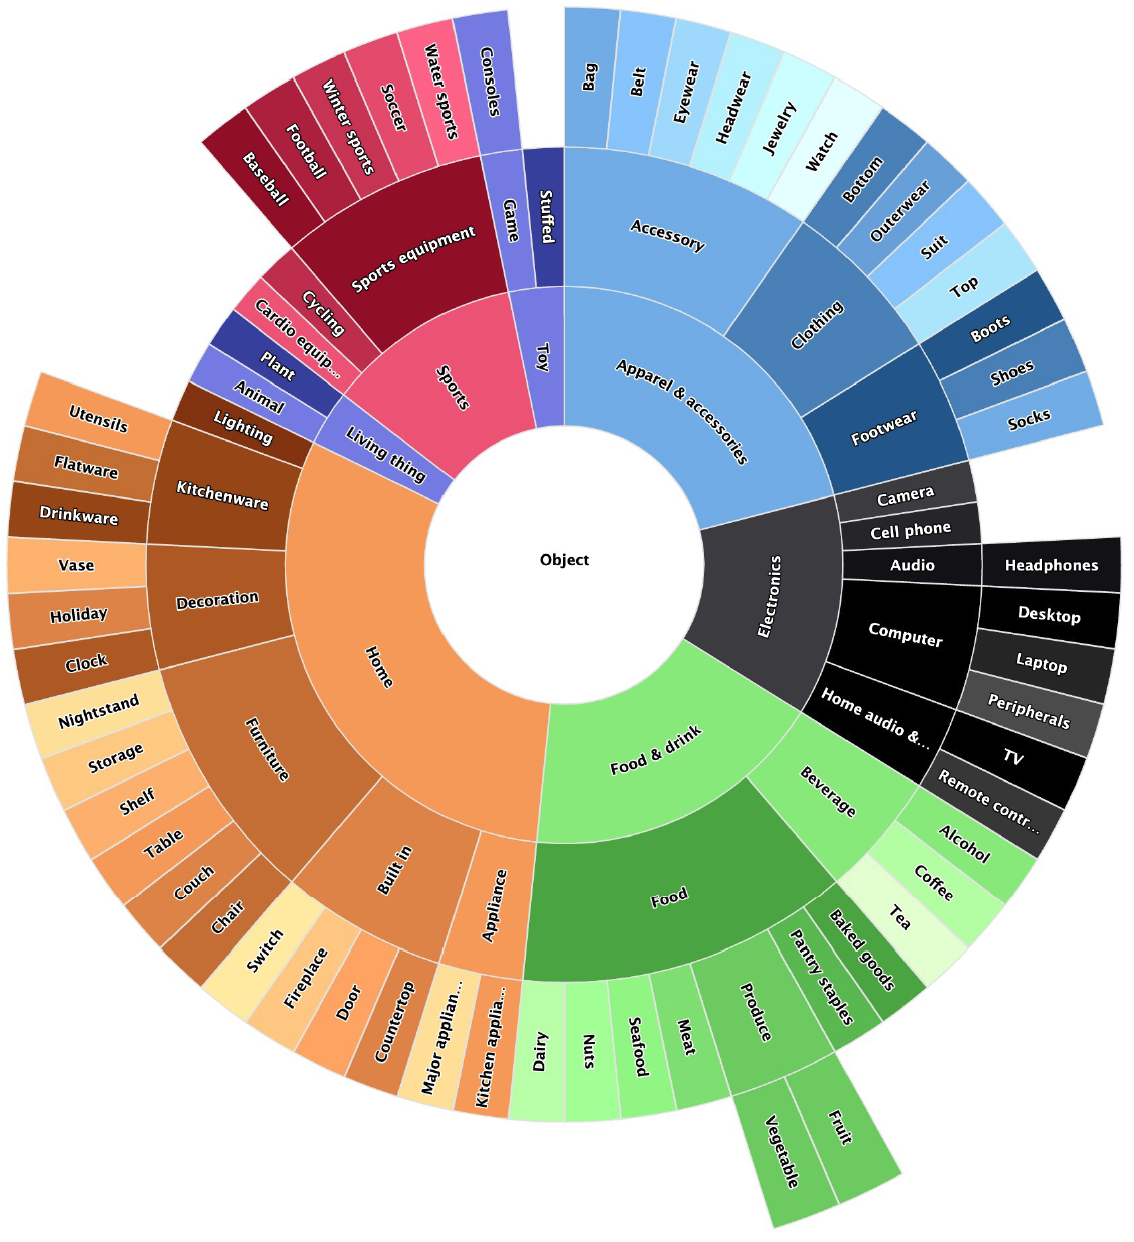 Object
Apparel & accessories
Accessory
Bag
Belt
Eyewear
Headwear
Jewelry
Watch
Clothing
Bottom
Outerwear
Suit
Top
Footwear
Boots
Shoes
Socks
Electronics
Camera
Cell phone
Audio
Headphones
Computer
Desktop
Laptop
Peripherals
Home audio &...
TV
Remote contr...
Food & drink
Beverage
Alcohol
Coffee
Tea
Food
Baked goods
Pantry staples
Produce
Fruit
Vegetable
Meat
Seafood
Nuts
Dairy
Home
Appliance
Kitchen applia...
Major applian...
Built in
Countertop
Door
Fireplace
Switch
Furniture
Chair
Couch
Table
Shelf
Storage
Nightstand
Decoration
Clock
Holiday
Vase
Kitchenware
Drinkware
Flatware
Utensils
Lighting
Living thing
Animal
Plant
Sports
Cardio equip...
Cycling
Sports equipment
Baseball
Football
Winter sports
Soccer
Water sports
Toy
Game
Consoles
Stuffed